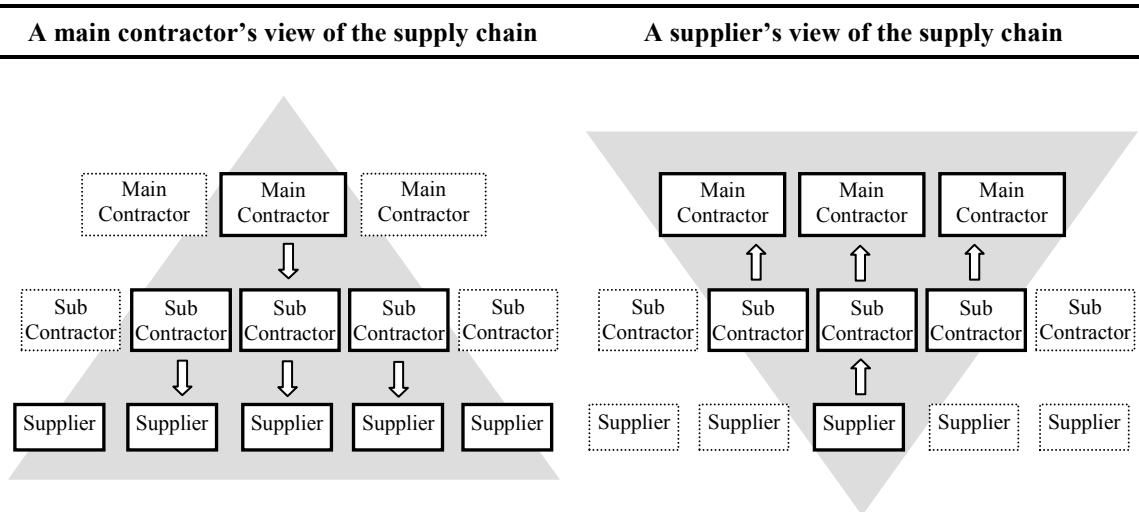 A main contractor's view of the supply chain
A supplier's view of the supply chain
Main
Contractor
Main
Contractor
Main
Contractor
Sub
Contractor
Sub
Contractor
Sub
Contractor
Sub
Contractor
Sub
Contractor
Supplier
Supplier
Supplier
Supplier
Supplier
Main
Contractor
Main
Contractor
Main
Contractor
Sub
Contractor
Sub
Contractor
Sub
Contractor
Sub
Contractor
Sub
Contractor
Supplier
Supplier
Supplier
Supplier
Supplier